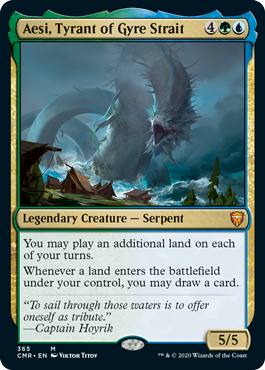 Aesi, Tyrant of Gyre Strait 4
Legendary Creature — Serpent
You may play an additional land on each
of your turns.
Whenever a land enters the battlefield
under your control, you may draw a card.
“To sail through those waters is to offer
oneself as tribute.”
—Captain Hoyrik
5/5
365 M
CMR • EN Viktor Titov
™ & © 2020 Wizards of the Coast